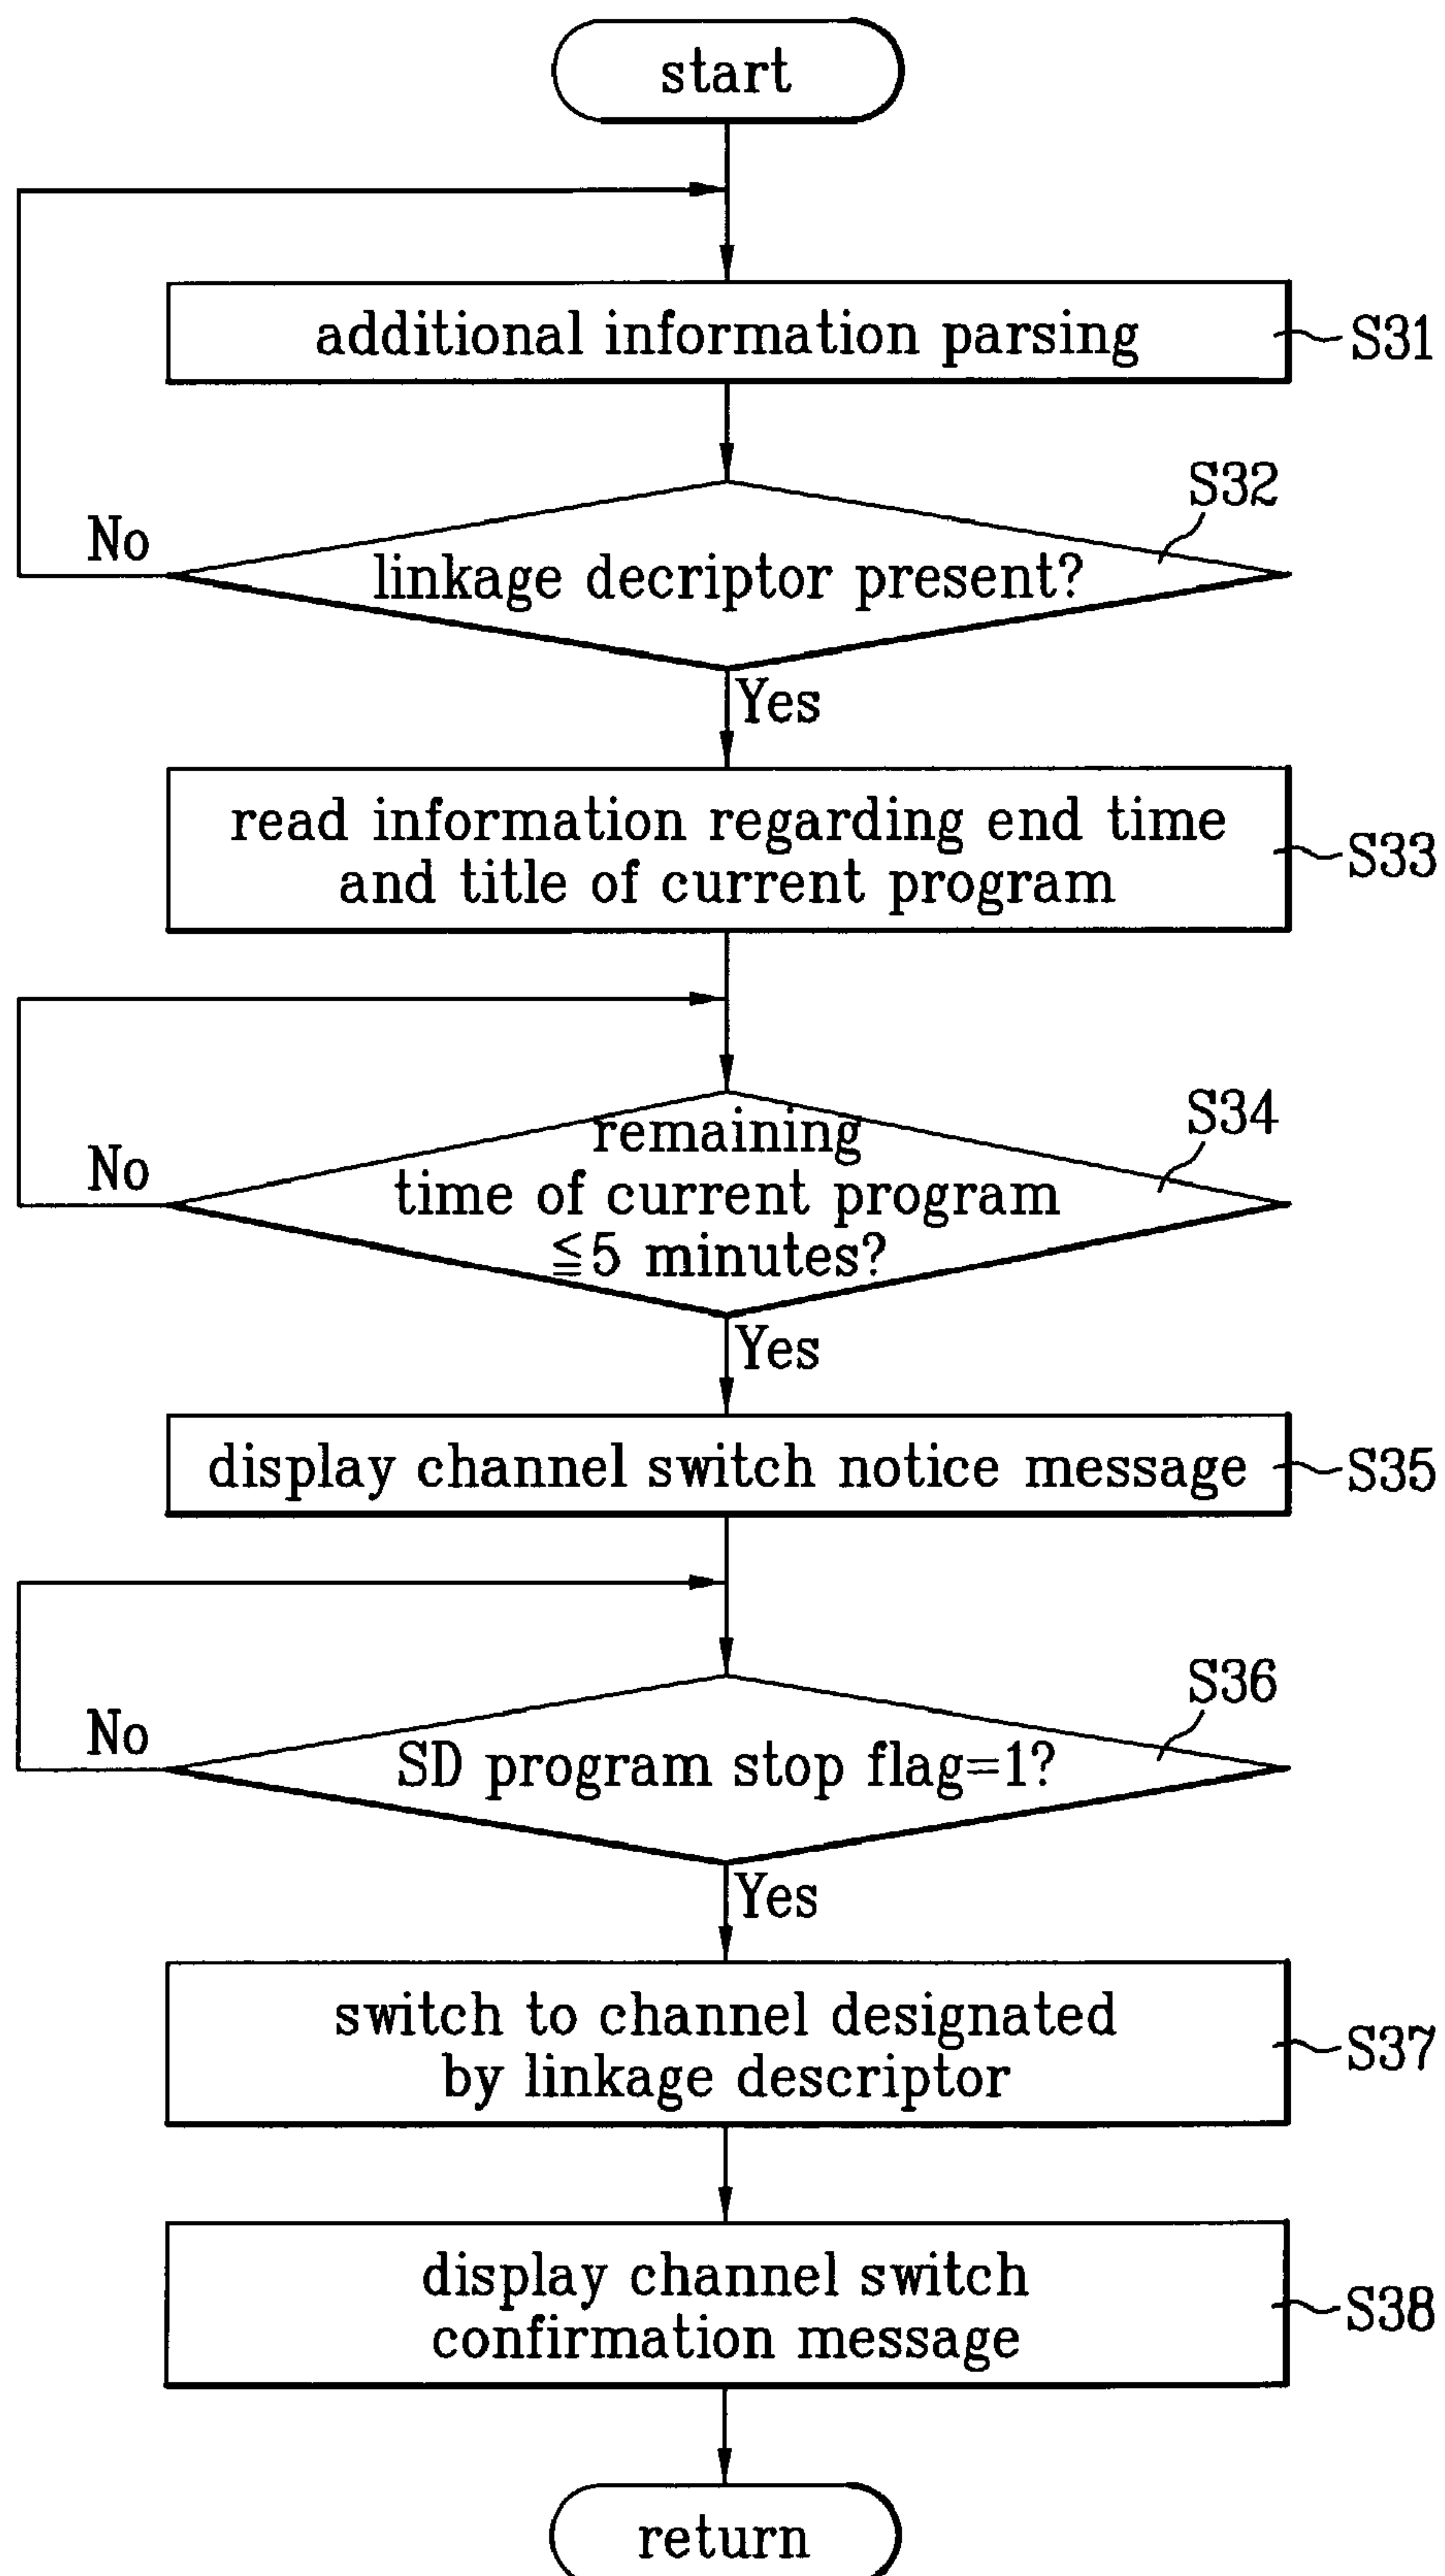 start
additional information parsing
S31
S32
No
linkage decriptor present?
Yes
read information regarding end time
and title of current program
S33
S34
No
remaining
time of current program
≦5 minutes?
Yes
display channel switch notice message
S35
S36
No
SD program stop flag=1?
Yes
switch to channel designated
by linkage descriptor
S37
display channel switch
confirmation message
S38
return